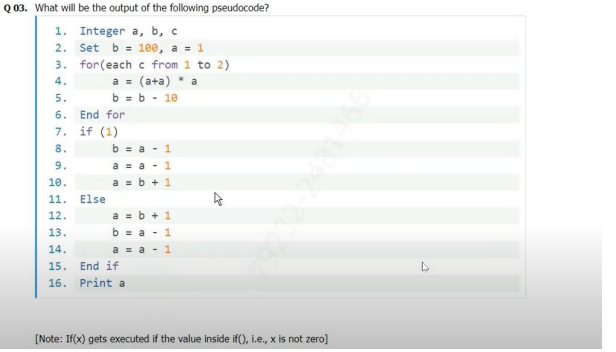 Q 03. What will be the output of the following pseudocode?
1. Integer a, b, c
2. Set b = 100, a = 1
3. for(each c from 1 to 2)
4. a = (a+a) * a
5. b = b - 10
6. End for
7. if (1)
8. b = a - 1
9. a = a - 1
10. a = b + 1
11. Else
12. a = b + 1
13. b = a - 1
14. a = a - 1
15. End if
16. Print a
[Note: If(x) gets executed if the value inside if(), i.e., x is not zero]